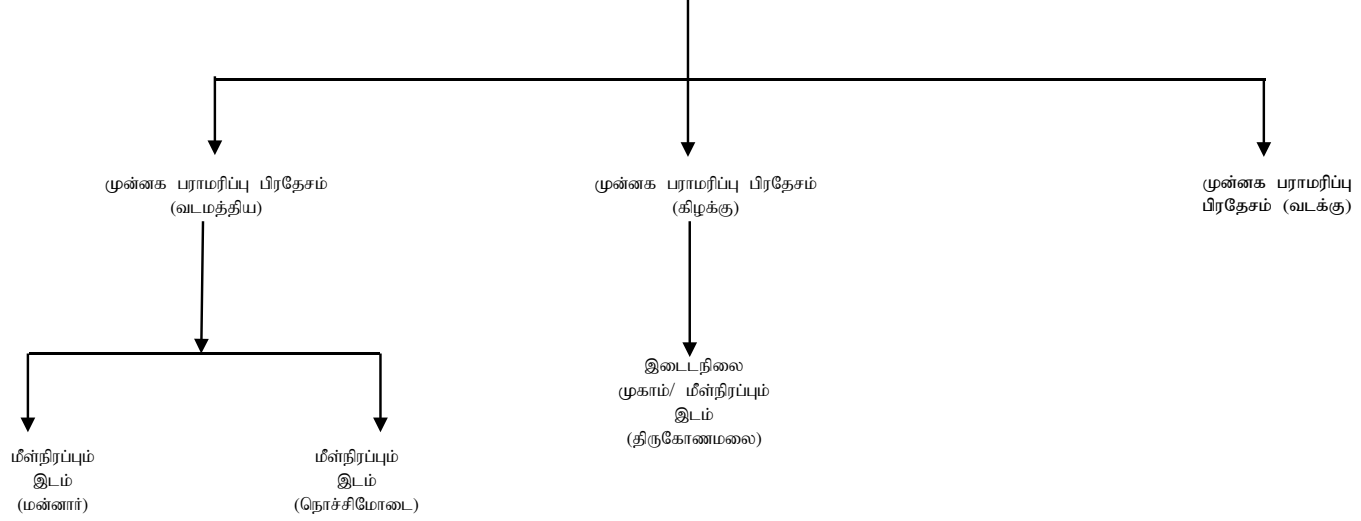 முன்னக பராமரிப்பு பிரதேசம்
(வடமத்திய)
முன்னக பராமரிப்பு பிரதேசம்
(கிழக்கு)
முன்னக பராமரிப்பு
பிரதேசம் (வடக்கு)
இடைடநிலை
முகாம்/ மீள்நிரப்பும்
இடம்
(திருகோணமலை)
மீள்நிரப்பும்
இடம்
(மன்னார்)
மீள்நிரப்பும்
இடம்
(நொச்சிமோடை)